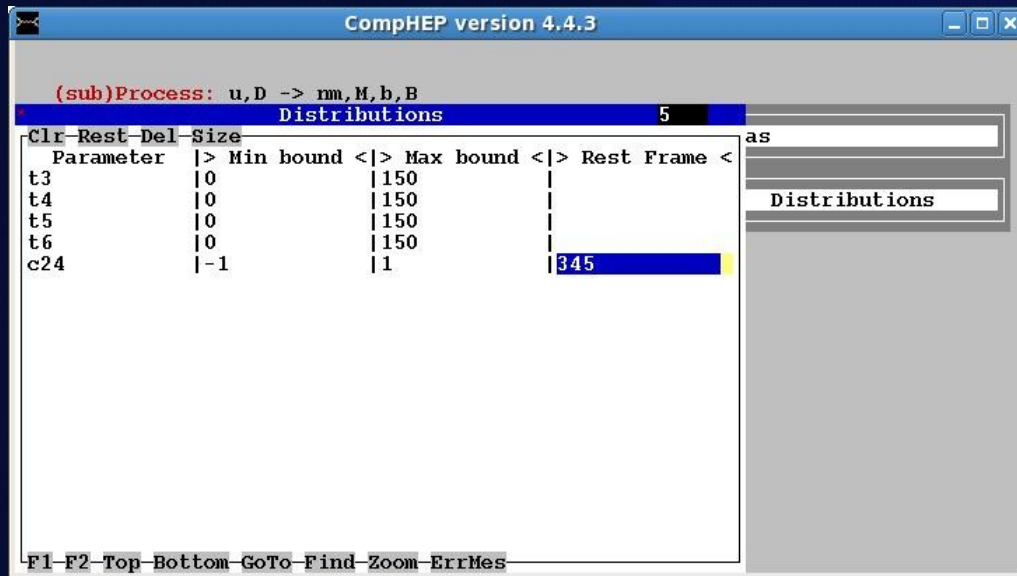 CompHEP version 4.4.3
(sub)Process: u,D -> nm,M,b,B
* Distributions 5
as
Clr-Rest-Del-Size
Parameter |> Min bound <|> Max bound <|> Rest Frame <
t3 |0 |150 |
t4 |0 |150 |
Distributions
t5 |0 |150 |
t6 |0 |150 |
c24 |-1 |1 |345
F1-F2-Top-Bottom-GoTo-Find-Zoom-ErrMes